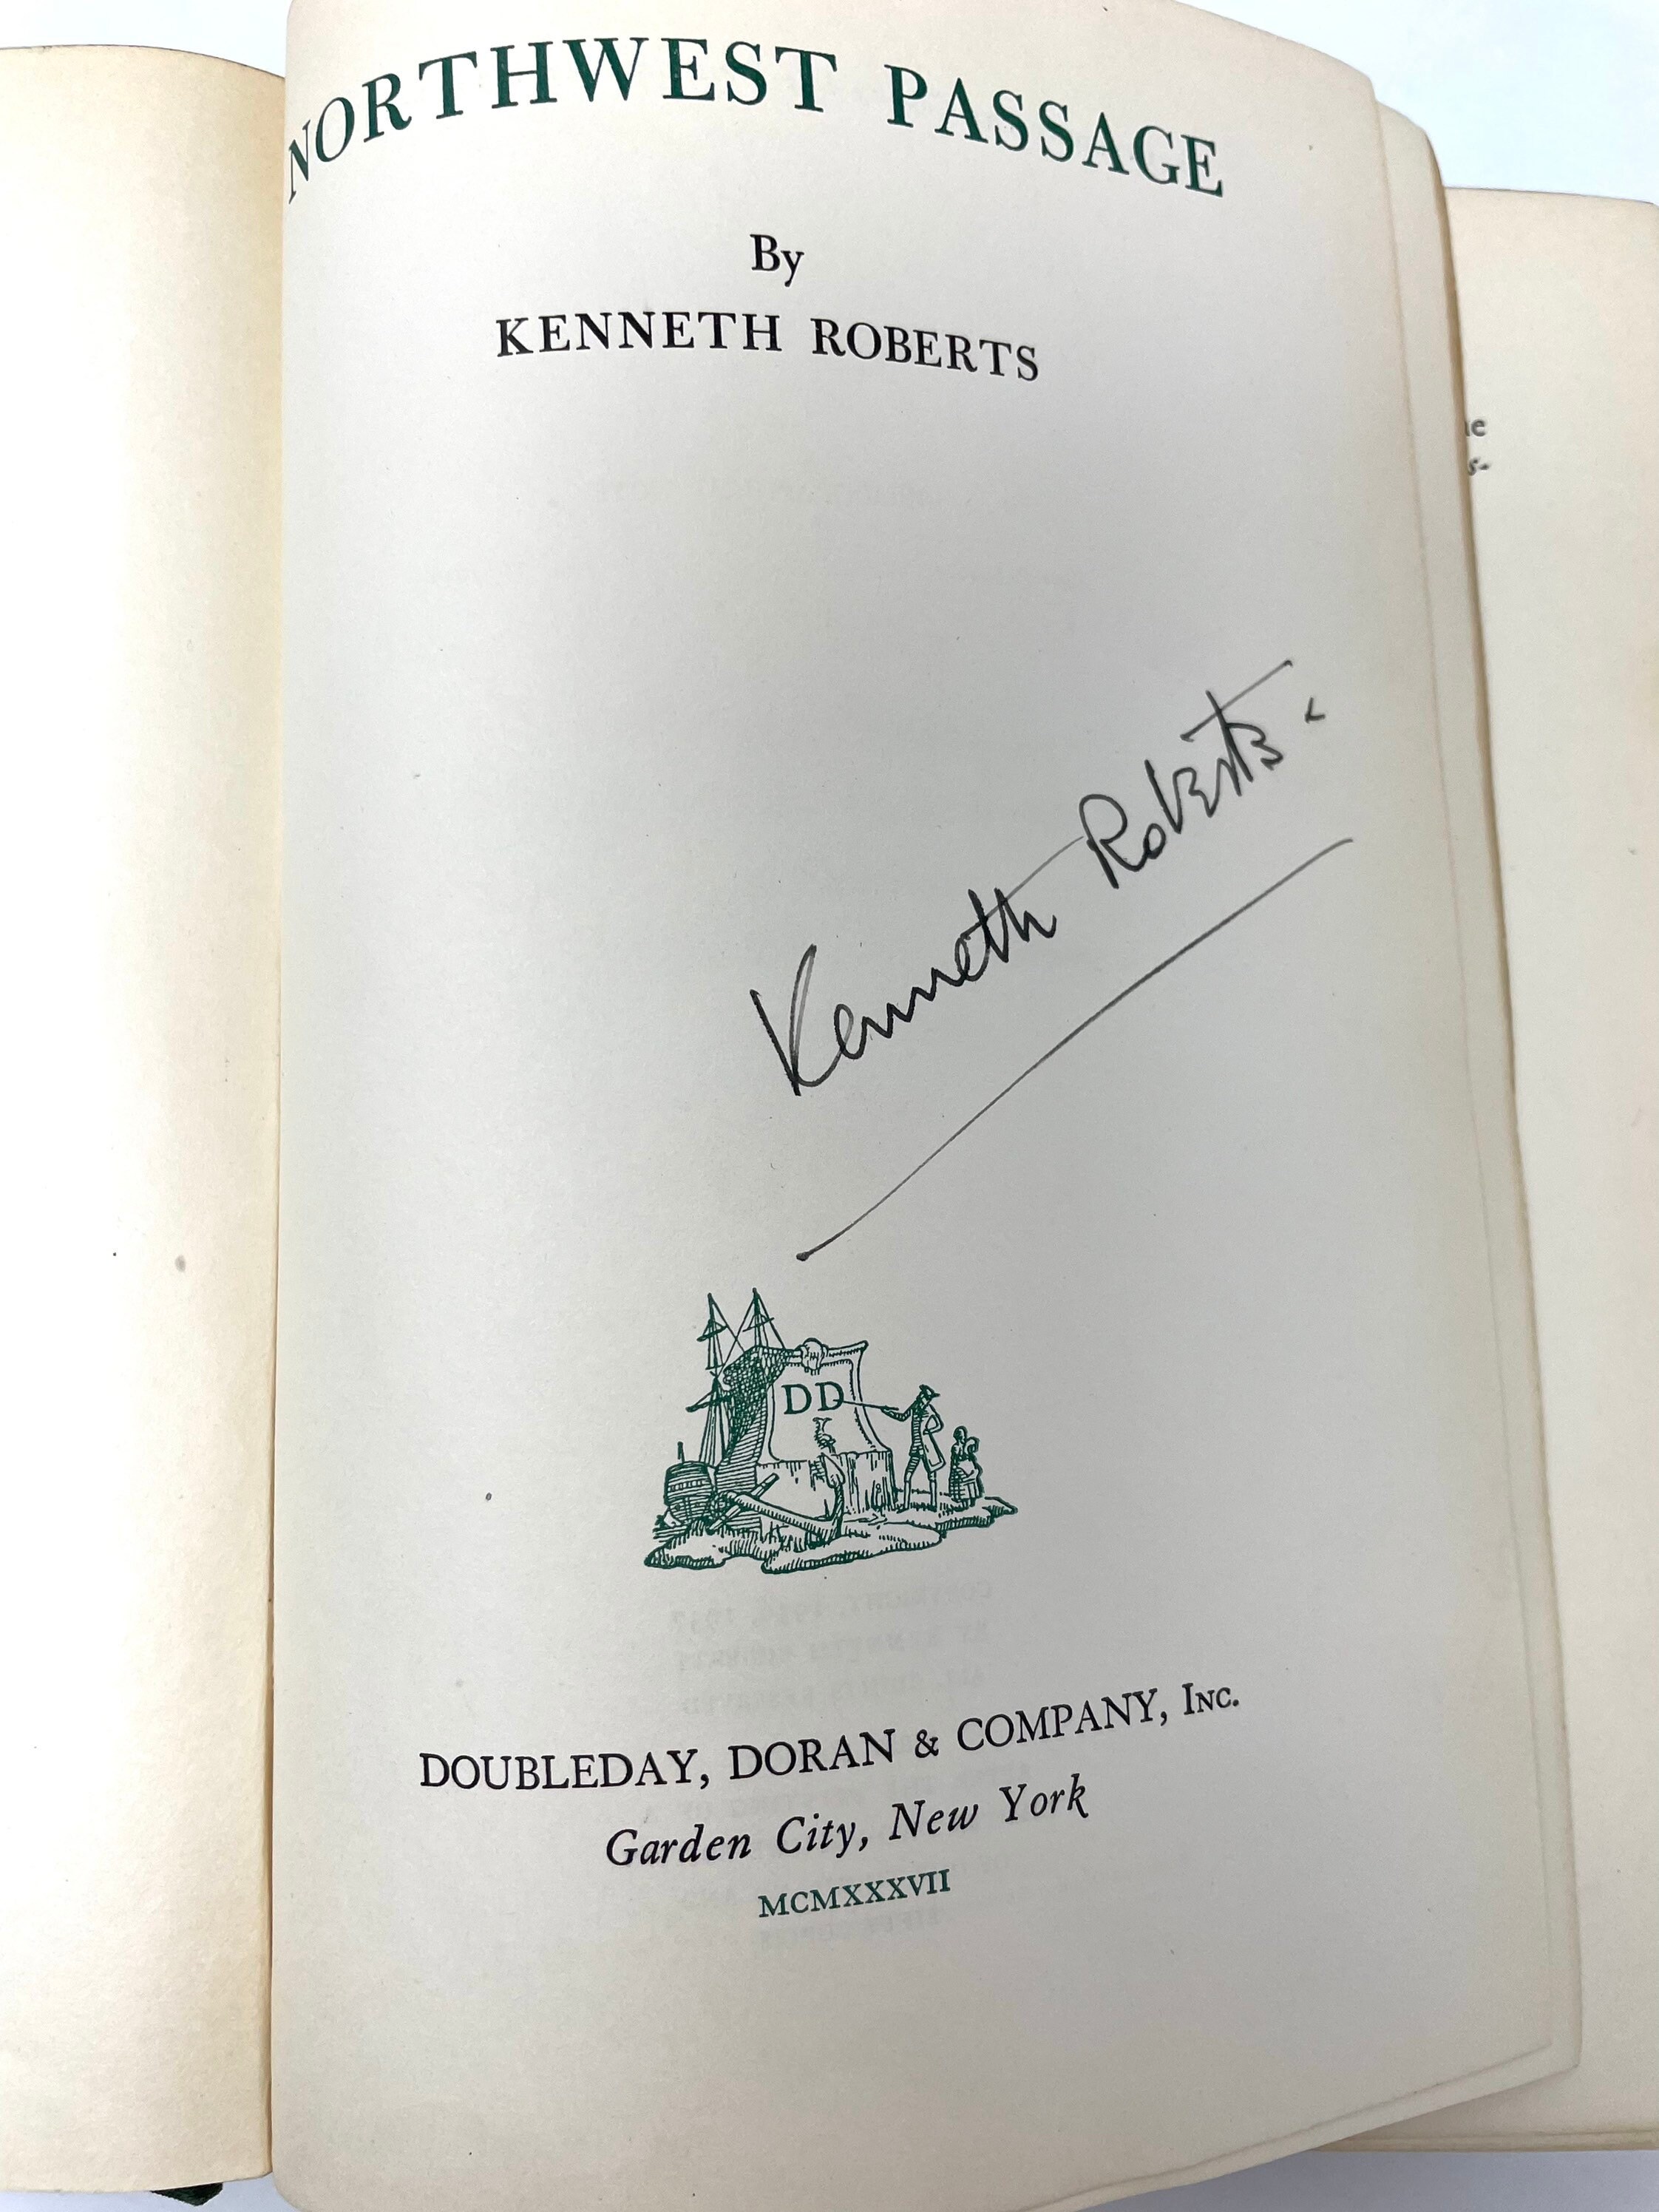 NORTHWEST PASSAGE
By
KENNETH ROBERTS
Kenneth Roberts.
DD
DOUBLEDAY, DORAN & COMPANY, INC.
Garden City, New York
MCMXXXVII